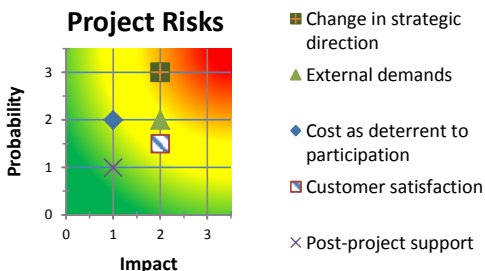 Project Risks
Probability
3
2
1
0
0 1 2 3
Impact
Change in strategic
direction
External demands
Cost as deterrent to
participation
Customer satisfaction
Post-project support